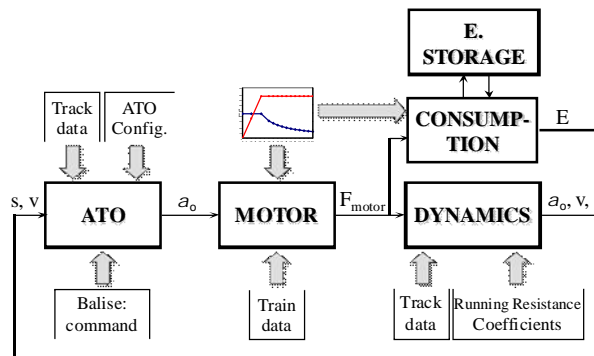 E.
STORAGE
Track
data
ATO
Config.
CONSUMP-
TION
E
s, v
ATO
aₒ
MOTOR
Fmotor
DYNAMICS
aₒ, v,
Balise:
command
Train
data
Track
data
Running Resistance
Coefficients